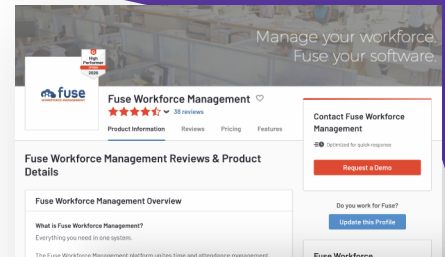 Manage your workforce.
Fuse your software.
High
Performer
2020
fuse
WORKFORCE MANAGEMENT
Fuse Workforce Management
38 reviews
Product Information Reviews Pricing Features
Contact Fuse Workforce
Management
Optimized for quick response
Request a Demo
Fuse Workforce Management Reviews & Product
Details
Do you work for Fuse?
Update this Profile
Fuse Workforce Management Overview
What is Fuse Workforce Management?
Everything you need in one system.
The Fuse Workforce Management platform unites time and attendance management,
Fuse Workforce